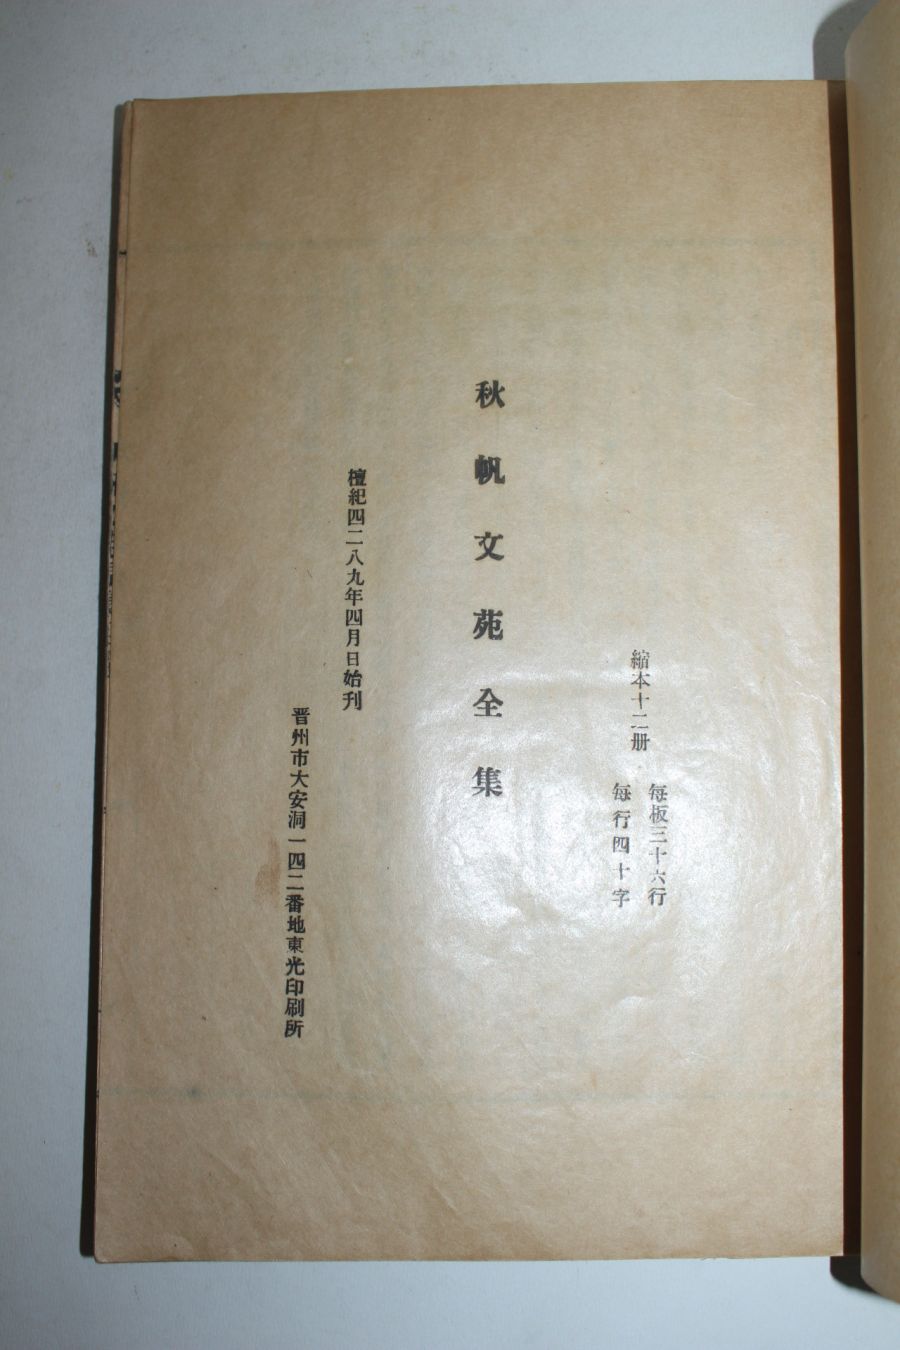 縮本十二册
每板三十六行
每行四十字
秋帆文苑全集
檀紀四二八九年四月日始刊
晋州市大安洞一四二番地東光印刷所